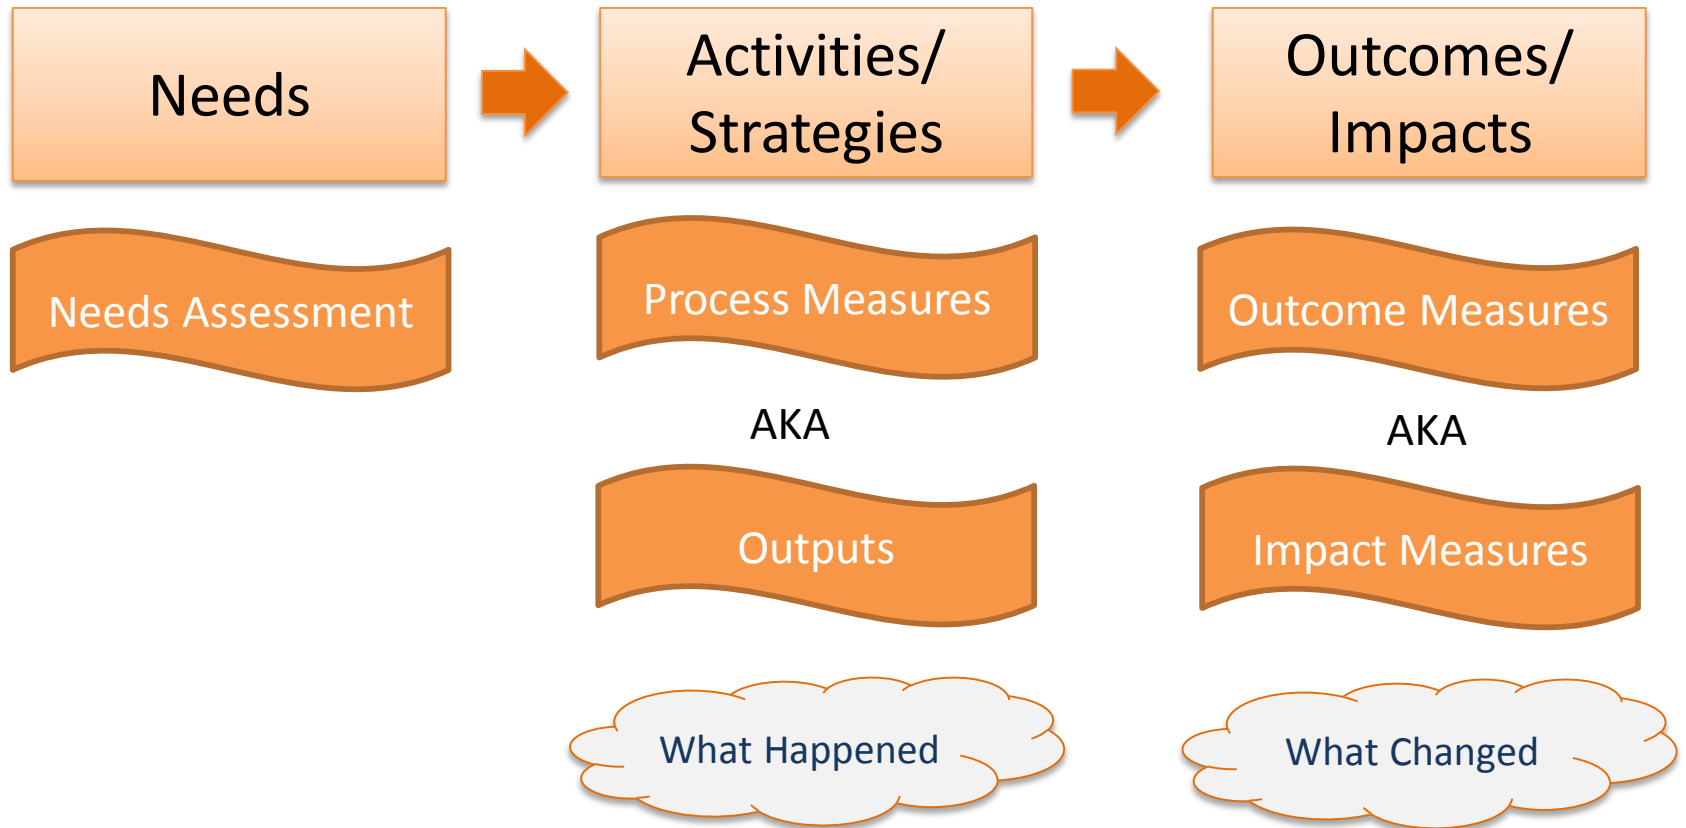 Needs
Activities/
Strategies
Outcomes/
Impacts
Needs Assessment
Process Measures
Outcome Measures
AKA
AKA
Outputs
Impact Measures
What Happened
What Changed